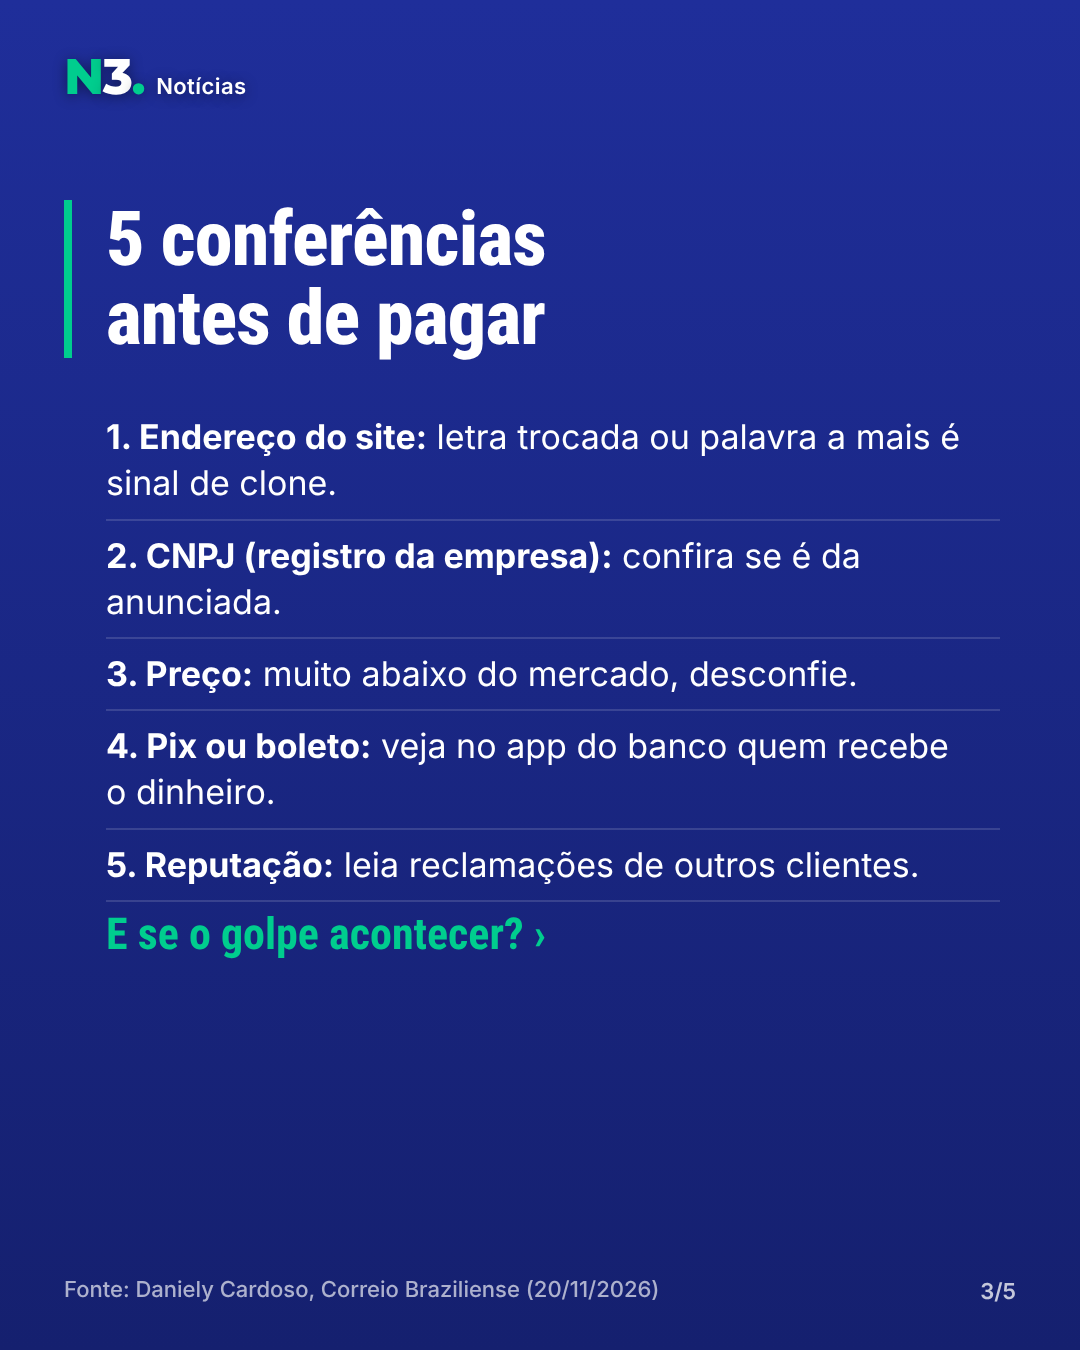 N3. Notícias
5 conferências
antes de pagar
1. Endereço do site: letra trocada ou palavra a mais é
sinal de clone.
2. CNPJ (registro da empresa): confira se é da
anunciada.
3. Preço: muito abaixo do mercado, desconfie.
4. Pix ou boleto: veja no app do banco quem recebe
o dinheiro.
5. Reputação: leia reclamações de outros clientes.
E se o golpe acontecer? ›
Fonte: Daniely Cardoso, Correio Braziliense (20/11/2026)
3/5